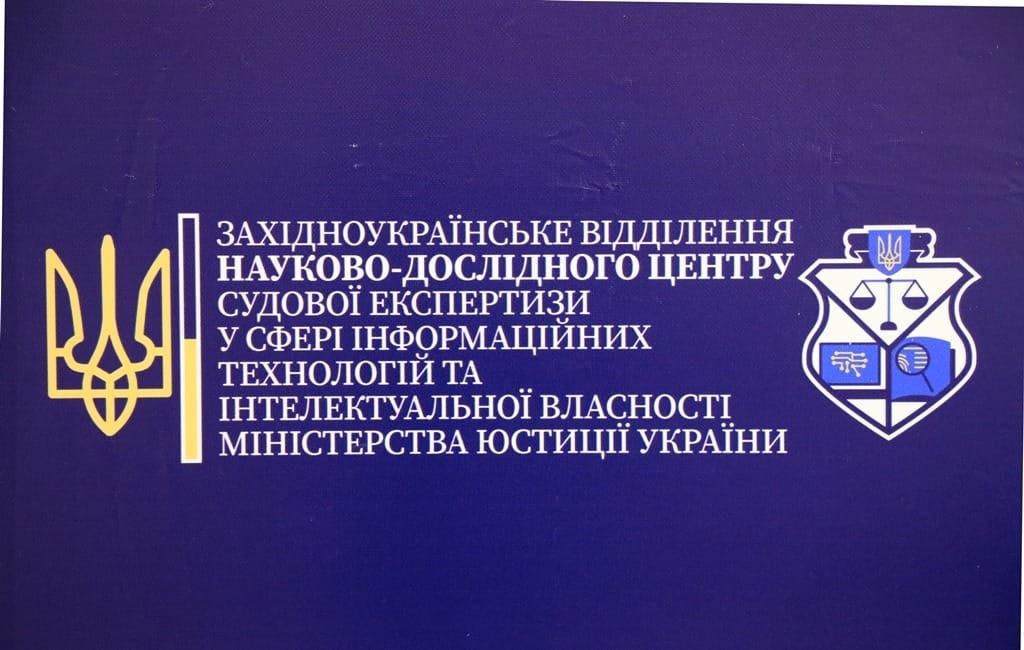 ЗАХІДНОУКРАЇНСЬКЕ ВІДДІЛЕННЯ
НАУКОВО-ДОСЛІДНОГО ЦЕНТРУ
СУДОВОЇ ЕКСПЕРТИЗИ
У СФЕРІ ІНФОРМАЦІЙНИХ
ТЕХНОЛОГІЙ ТА
ІНТЕЛЕКТУАЛЬНОЇ ВЛАСНОСТІ
МІНІСТЕРСТВА ЮСТИЦІЇ УКРАЇНИ